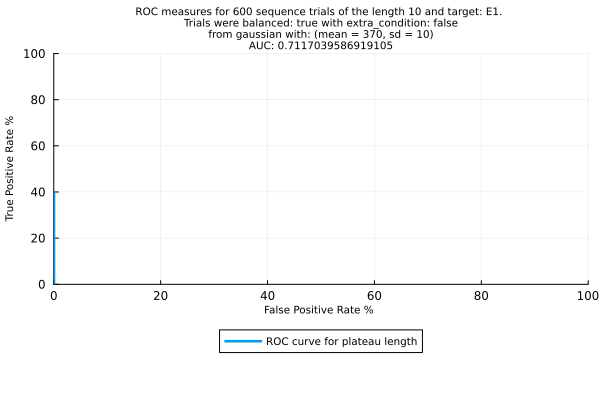 ROC measures for 600 sequence trials of the length 10 and target: E1.
Trials were balanced: true with extra_condition: false
from gaussian with: (mean = 370, sd = 10)
AUC: 0.7117039586919105
True Positive Rate %
100
80
60
40
20
0
0 20 40 60 80 100
False Positive Rate %
ROC curve for plateau length